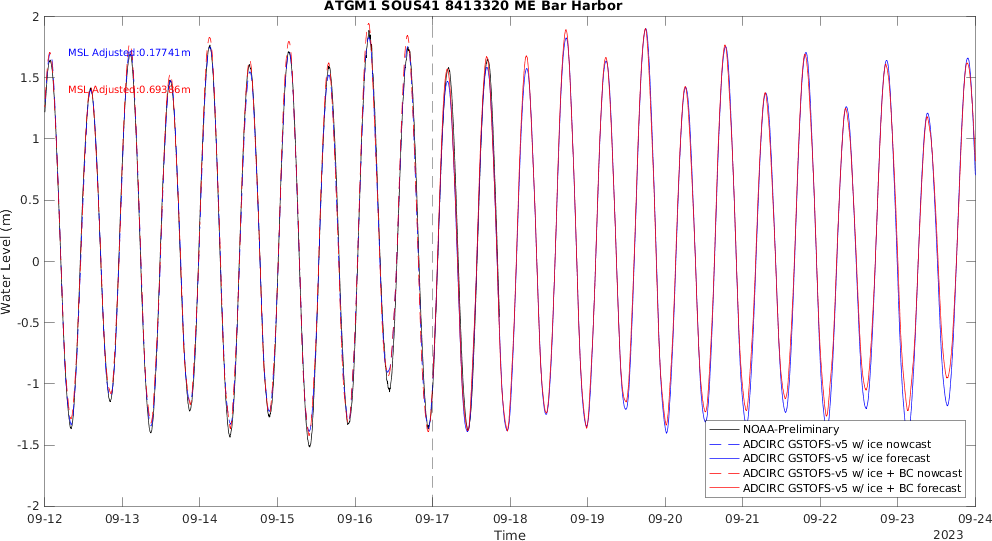 ATGM1 SOUS41 8413320 ME Bar Harbor
MSL Adjusted:0.17741m
MSL Adjusted:0.69386m
Water Level (m)
2
1.5
1
0.5
0
-0.5
-1
-1.5
-2
NOAA-Preliminary
ADCIRC GSTOFS-v5 w/ ice nowcast
ADCIRC GSTOFS-v5 w/ ice forecast
ADCIRC GSTOFS-v5 w/ ice + BC nowcast
ADCIRC GSTOFS-v5 w/ ice + BC forecast
09-12 09-13 09-14 09-15 09-16 09-17 09-18 09-19 09-20 09-21 09-22 09-23 09-24
Time
2023